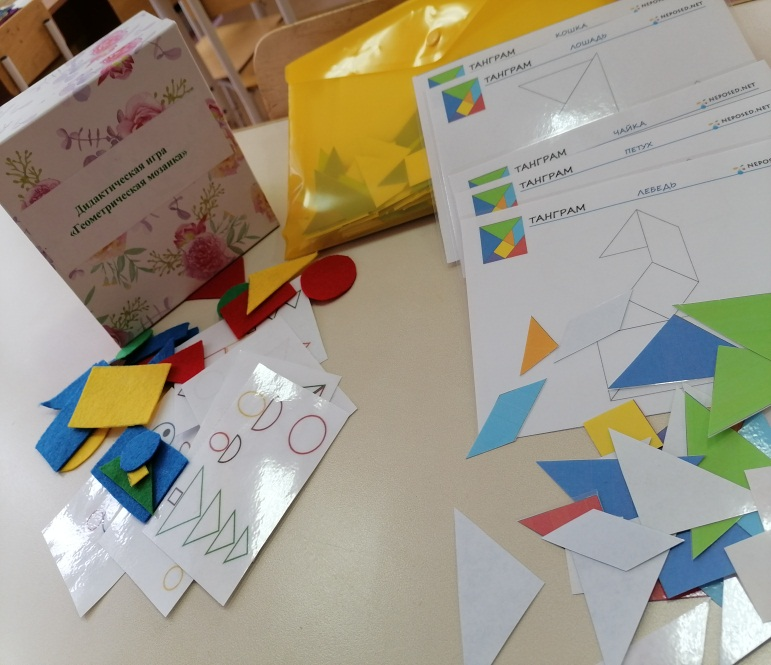 Дидактическая игра
«Геометрическая мозаика»
КОШКА
NEPOSED.NET
ТАНГРАМ
ЛОШАДЬ
NEPOSED.NET
ТАНГРАМ
ЧАЙКА
NEPOSED.NET
ТАНГРАМ
ПЕТУХ
NEPOSED.NET
ТАНГРАМ
ЛЕБЕДЬ
ТАНГРАМ